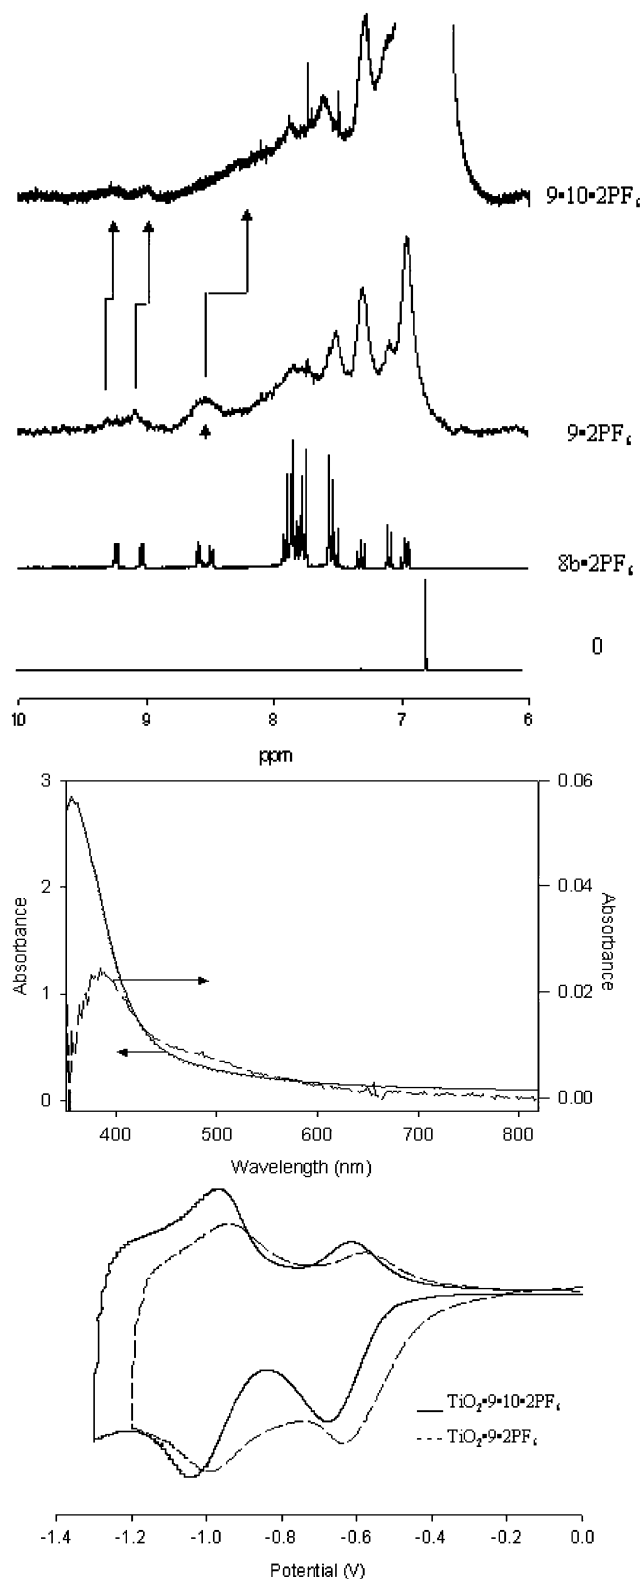 9•10•2PF₆
9•2PF₆
8b•2PF₆
0
10 9 8 7 6
ppm
3 0.06
2 0.04
1 0.02
0 0.00
Absorbance
Absorbance
400 500 600 700 800
Wavelength (nm)
TiO₂•9•10•2PF₆
TiO₂•9•2PF₆
-1.4 -1.2 -1.0 -0.8 -0.6 -0.4 -0.2 0.0
Potential (V)